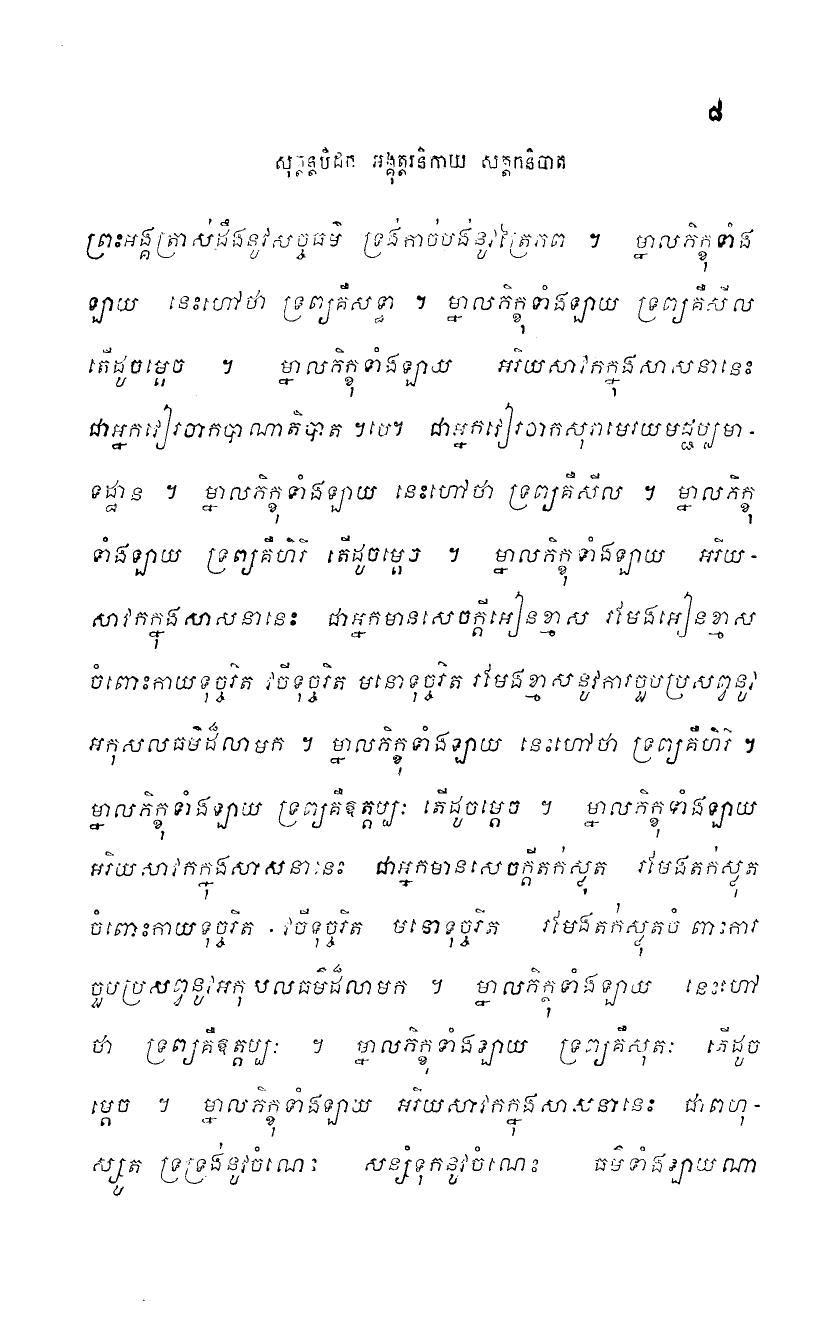 ៨
សុត្តន្តបិដក អង្គុត្តរនិកាយ សត្តកនិបាត
ព្រះអង្គត្រាស់ដឹងនូវសច្ចធម៌ ទ្រង់កាច់បង់នូវត្រៃភព ។ ម្នាលភិក្ខុទាំង
ឡាយ នេះហៅថា ទ្រព្យគឺសទ្ធា ។ ម្នាលភិក្ខុទាំងឡាយ ទ្រព្យគឺសីល
តើដូចម្តេច ។ ម្នាលភិក្ខុទាំងឡាយ អរិយសាវកក្នុងសាសនានេះ
ជាអ្នកវៀរចាកបាណាតិបាត ។បេ។ ជាអ្នកវៀរចាកសុរាមេរយមជ្ជប្បមា-
ទដ្ឋាន ។ ម្នាលភិក្ខុទាំងឡាយ នេះហៅថា ទ្រព្យគឺសីល ។ ម្នាលភិក្ខុ
ទាំងឡាយ ទ្រព្យគឺហិរិ តើដូចម្តេច ។ ម្នាលភិក្ខុទាំងឡាយ អរិយ-
សាវកក្នុងសាសនានេះ ជាអ្នកមានសេចក្តីអៀនខ្មាស រមែងអៀនខ្មាស
ចំពោះកាយទុច្ចរិត វចីទុច្ចរិត មនោទុច្ចរិត រមែងខ្មាសនូវការចួបប្រសព្វនូវ
អកុសលធម៌ដ៏លាមក ។ ម្នាលភិក្ខុទាំងឡាយ នេះហៅថា ទ្រព្យគឺហិរិ ។
ម្នាលភិក្ខុទាំងឡាយ ទ្រព្យគឺឱត្តប្បៈ តើដូចម្តេច ។ ម្នាលភិក្ខុទាំងឡាយ
អរិយសាវកក្នុងសាសនានេះ ជាអ្នកមានសេចក្តីតក់ស្លុត រមែងតក់ស្លុត
ចំពោះកាយទុច្ចរិត វចីទុច្ចរិត មនោទុច្ចរិត រមែងតក់ស្លុតចំពោះការ
ចួបប្រសព្វនូវអកុសលធម៌ដ៏លាមក ។ ម្នាលភិក្ខុទាំងឡាយ នេះហៅ
ថា ទ្រព្យគឺឱត្តប្បៈ ។ ម្នាលភិក្ខុទាំងឡាយ ទ្រព្យគឺសុតៈ តើដូច
ម្តេច ។ ម្នាលភិក្ខុទាំងឡាយ អរិយសាវកក្នុងសាសនានេះ ជាពហុ-
ស្សូត ទ្រទ្រង់នូវចំណេះ សន្សំទុកនូវចំណេះ ធម៌ទាំងឡាយណា